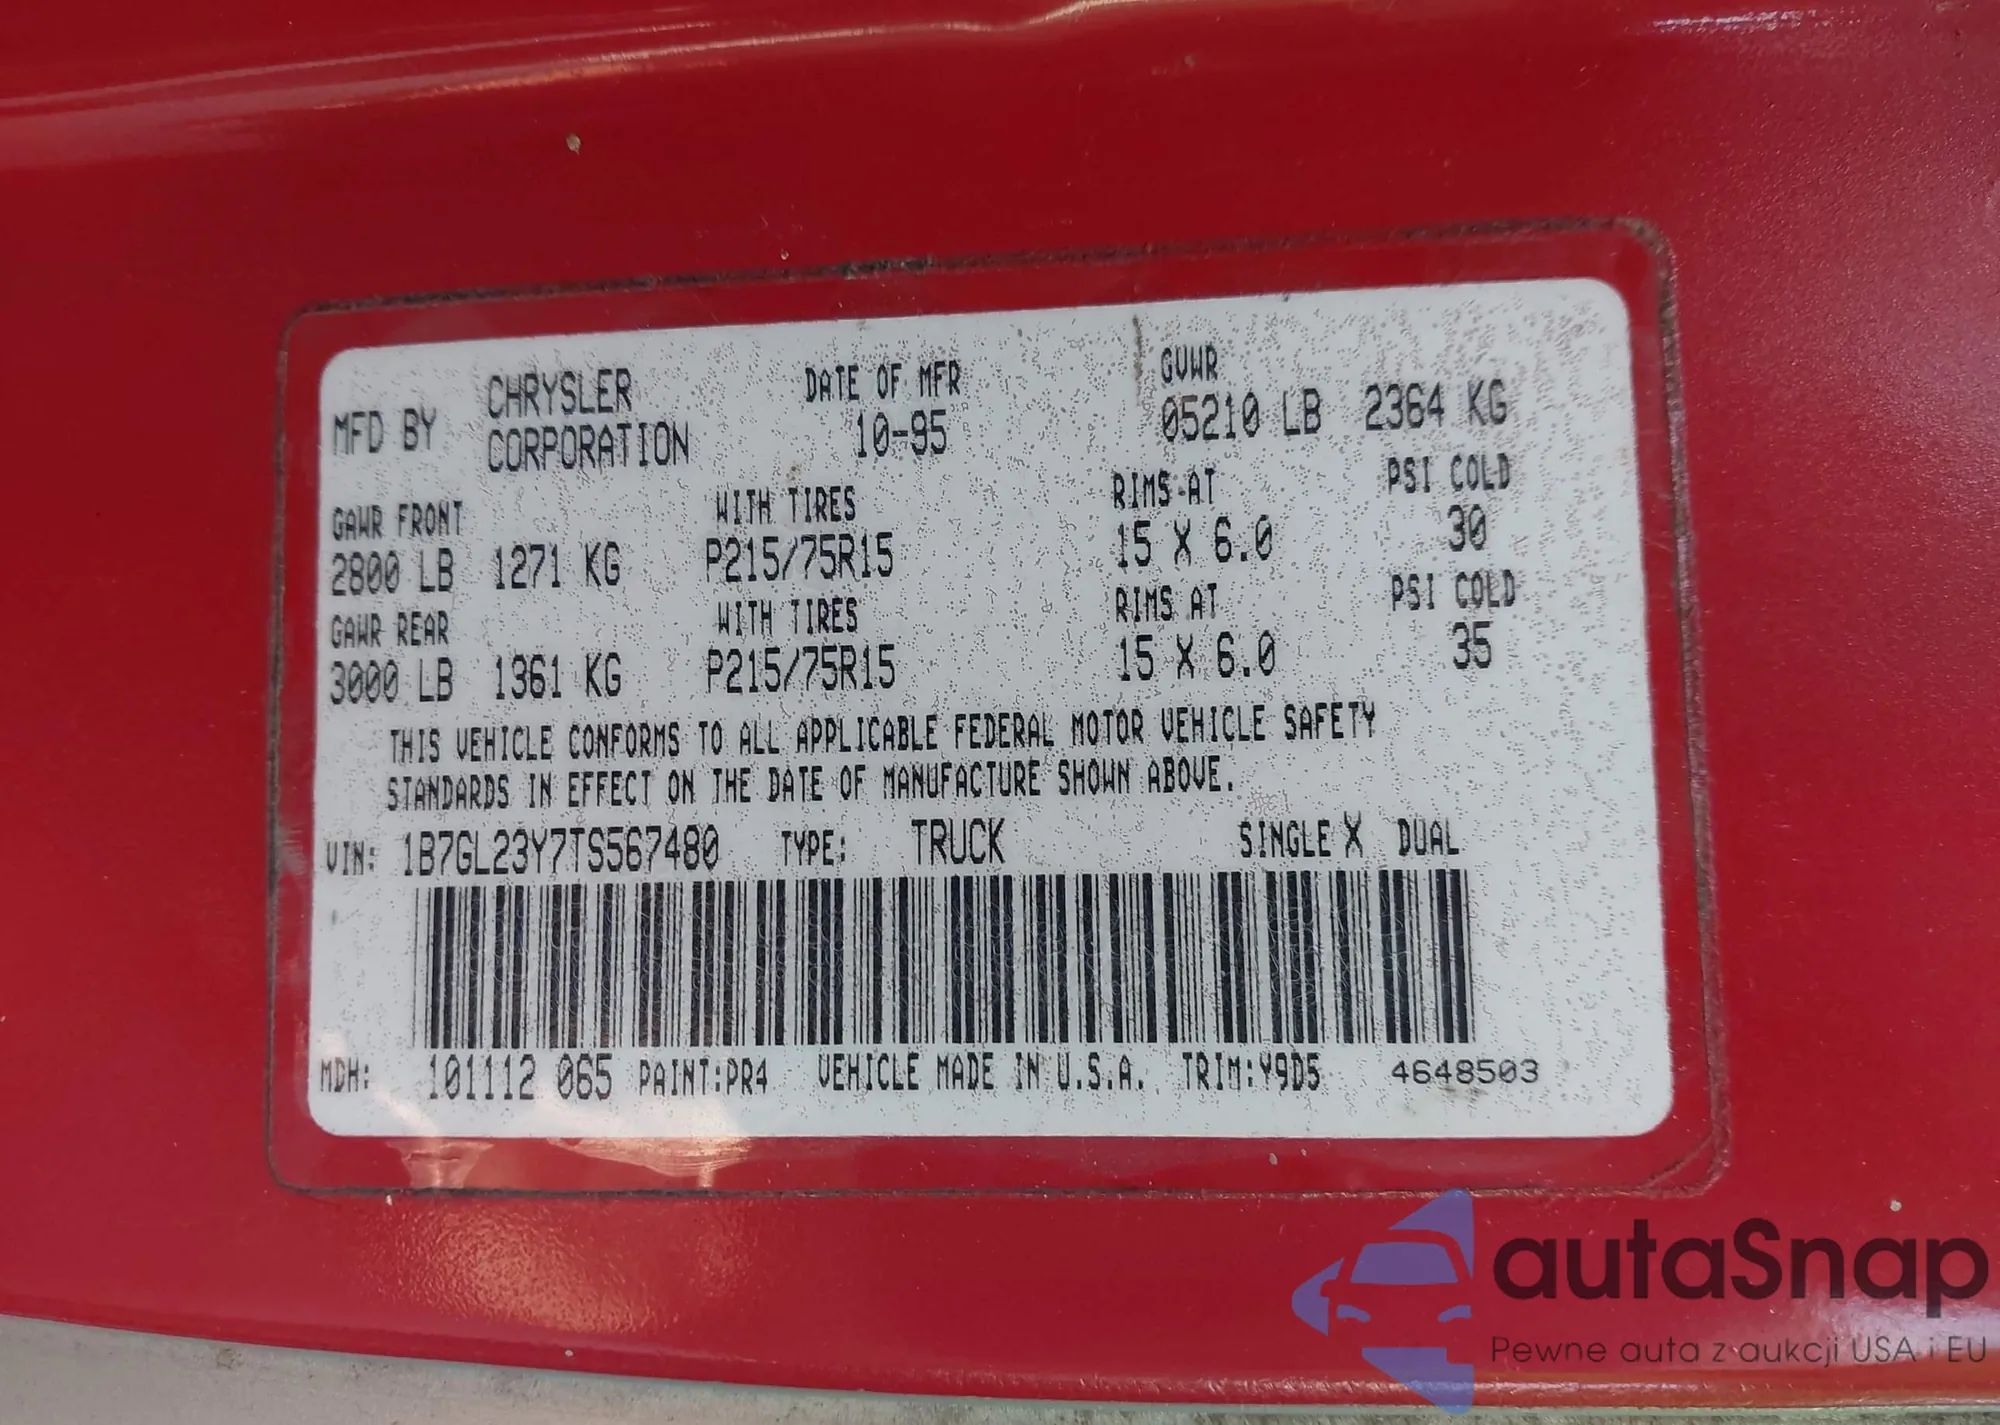 MFD BY CHRYSLER CORPORATION DATE OF MFR 10-95 GVWR 05210 LB 2364 KG
GAWR FRONT WITH TIRES RIMS AT PSI COLD
2800 LB 1271 KG P215/75R15 15 X 6.0 30
GAWR REAR WITH TIRES RIMS AT PSI COLD
3000 LB 1361 KG P215/75R15 15 X 6.0 35
THIS VEHICLE CONFORMS TO ALL APPLICABLE FEDERAL MOTOR VEHICLE SAFETY
STANDARDS IN EFFECT ON THE DATE OF MANUFACTURE SHOWN ABOVE.
VIN: 1B7GL23Y7TS567480 TYPE: TRUCK SINGLE X DUAL
MDH: 101112 065 PAINT:PR4 VEHICLE MADE IN U.S.A. TRIM:Y9D5 4648503
autaSnap
Pewne auta z aukcji USA i EU